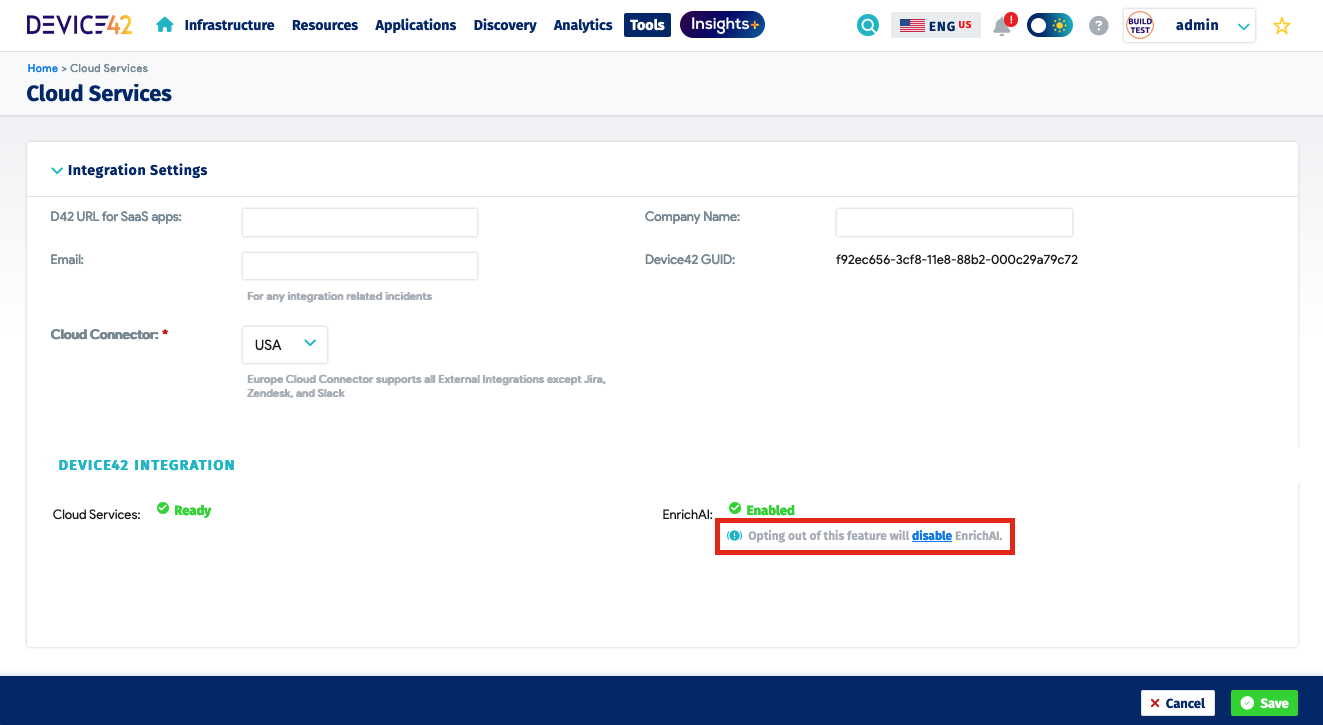 DEVICE42 Infrastructure Resources Applications Discovery Analytics Tools Insights+ ENG US ! ? BUILD TEST admin
Home > Cloud Services
Cloud Services
Integration Settings
D42 URL for SaaS apps: Company Name:
Email: Device42 GUID: f92ec656-3cf8-11e8-88b2-000c29a79c72
For any integration related incidents
Cloud Connector: * USA
Europe Cloud Connector supports all External Integrations except Jira,
Zendesk, and Slack
DEVICE42 INTEGRATION
Cloud Services: Ready EnrichAI: Enabled
Opting out of this feature will disable EnrichAI.
Cancel Save